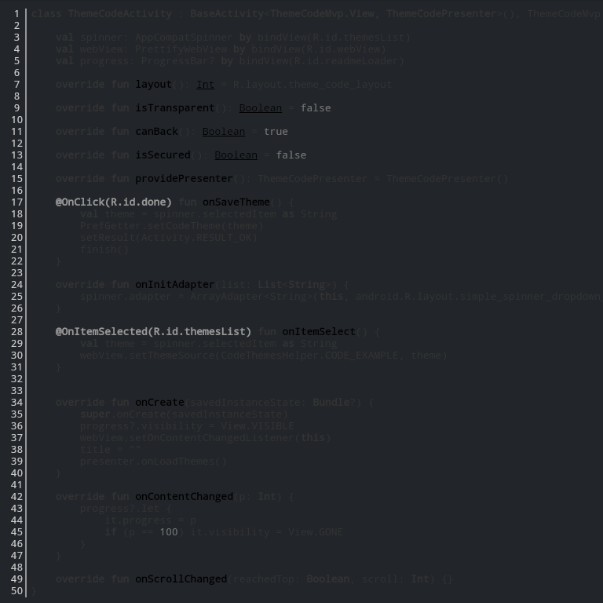 1 class ThemeCodeActivity : BaseActivity<ThemeCodeMvp.View, ThemeCodePresenter>(), ThemeCodeMvp
2
3 val spinner: AppCompatSpinner by bindView(R.id.themesList)
4 val webView: PrettifyWebView by bindView(R.id.webView)
5 val progress: ProgressBar? by bindView(R.id.readmeLoader)
6
7 override fun layout(): Int = R.layout.theme_code_layout
8
9 override fun isTransparent(): Boolean = false
10
11 override fun canBack(): Boolean = true
12
13 override fun isSecured(): Boolean = false
14
15 override fun providePresenter(): ThemeCodePresenter = ThemeCodePresenter()
16
17 @OnClick(R.id.done) fun onSaveTheme() {
18 val theme = spinner.selectedItem as String
19 PrefGetter.setCodeTheme(theme)
20 setResult(Activity.RESULT_OK)
21 finish()
22 }
23
24 override fun onInitAdapter(list: List<String>) {
25 spinner.adapter = ArrayAdapter<String>(this, android.R.layout.simple_spinner_dropdown
26 }
27
28 @OnItemSelected(R.id.themesList) fun onItemSelect() {
29 val theme = spinner.selectedItem as String
30 webView.setThemeSource(CodeThemesHelper.CODE_EXAMPLE, theme)
31 }
32
33
34 override fun onCreate(savedInstanceState: Bundle?) {
35 super.onCreate(savedInstanceState)
36 progress?.visibility = View.VISIBLE
37 webView.setOnContentChangedListener(this)
38 title = ""
39 presenter.onLoadThemes()
40 }
41
42 override fun onContentChanged(p: Int) {
43 progress?.let {
44 it.progress = p
45 if (p == 100) it.visibility = View.GONE
46 }
47 }
48
49 override fun onScrollChanged(reachedTop: Boolean, scroll: Int) {}
50 }